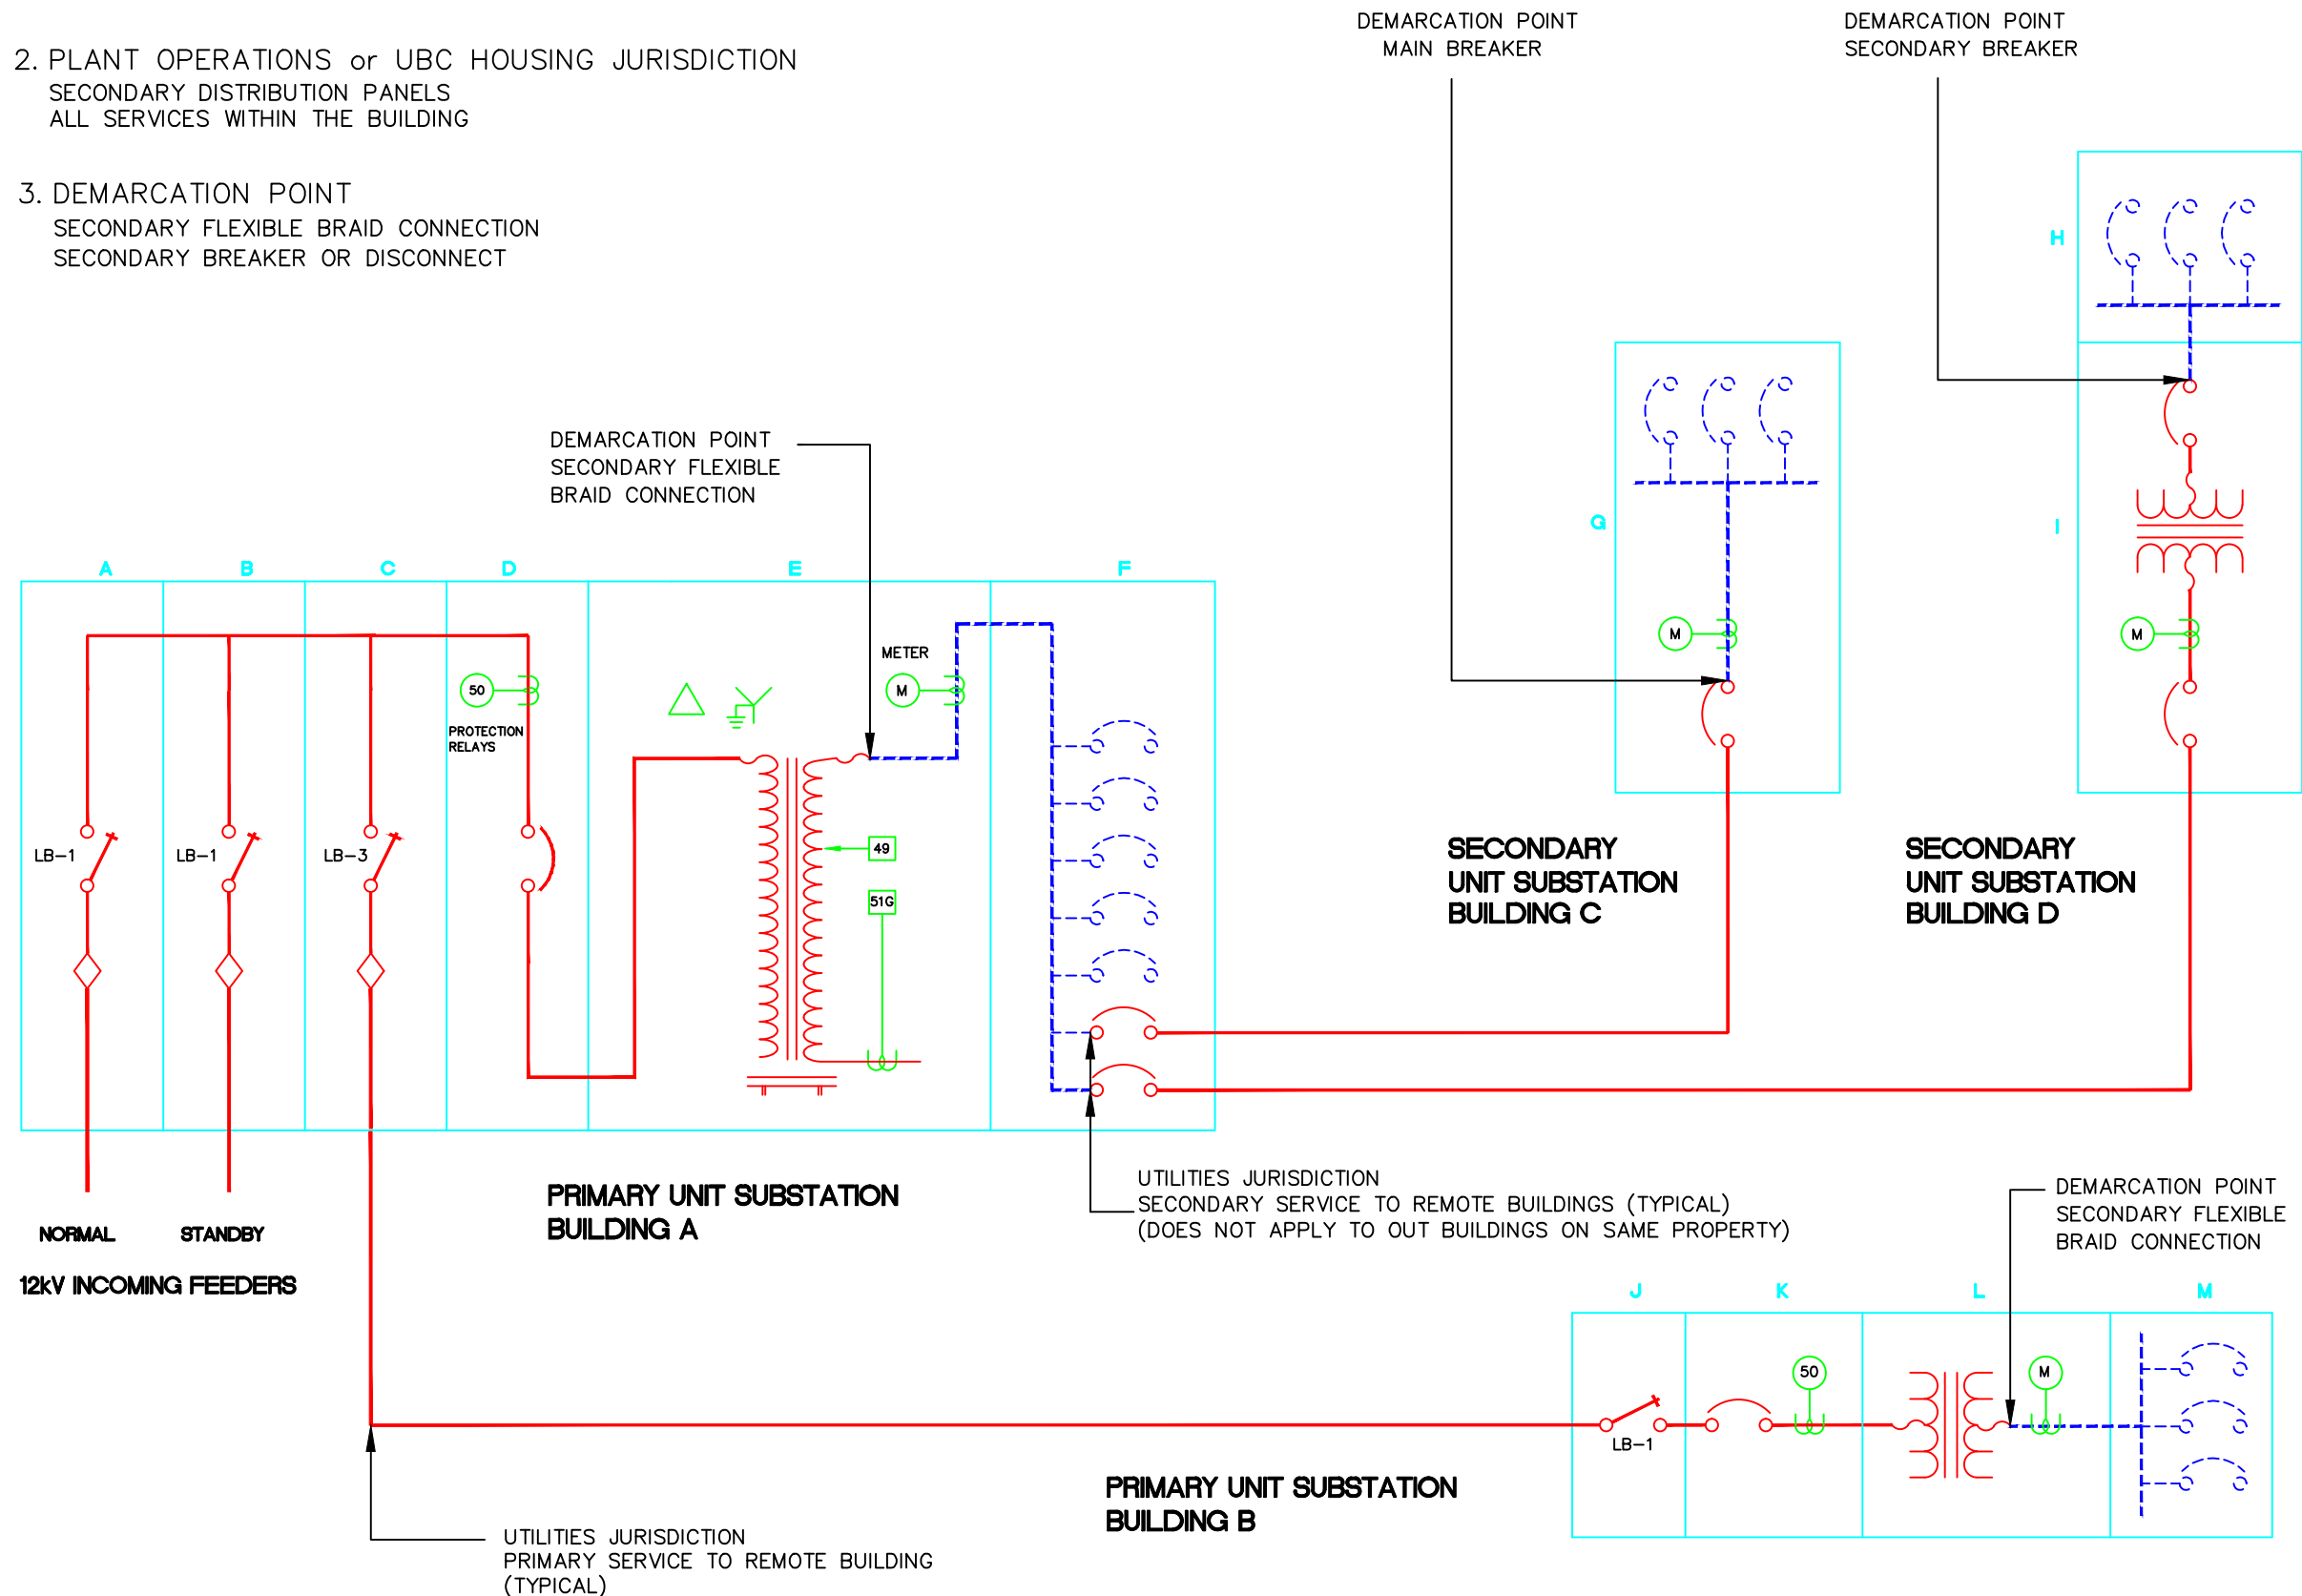 2. PLANT OPERATIONS or UBC HOUSING JURISDICTION
SECONDARY DISTRIBUTION PANELS
ALL SERVICES WITHIN THE BUILDING
3. DEMARCATION POINT
SECONDARY FLEXIBLE BRAID CONNECTION
SECONDARY BREAKER OR DISCONNECT
DEMARCATION POINT
MAIN BREAKER
DEMARCATION POINT
SECONDARY BREAKER
H
G
I
M
M
DEMARCATION POINT
SECONDARY FLEXIBLE
BRAID CONNECTION
A
B
C
D
E
F
METER
50
M
PROTECTION
RELAYS
LB-1
LB-1
LB-3
49
51G
SECONDARY
UNIT SUBSTATION
BUILDING C
SECONDARY
UNIT SUBSTATION
BUILDING D
PRIMARY UNIT SUBSTATION
BUILDING A
NORMAL
STANDBY
12kV INCOMING FEEDERS
UTILITIES JURISDICTION
SECONDARY SERVICE TO REMOTE BUILDINGS (TYPICAL)
(DOES NOT APPLY TO OUT BUILDINGS ON SAME PROPERTY)
DEMARCATION POINT
SECONDARY FLEXIBLE
BRAID CONNECTION
J
K
L
M
50
M
LB-1
PRIMARY UNIT SUBSTATION
BUILDING B
UTILITIES JURISDICTION
PRIMARY SERVICE TO REMOTE BUILDING
(TYPICAL)